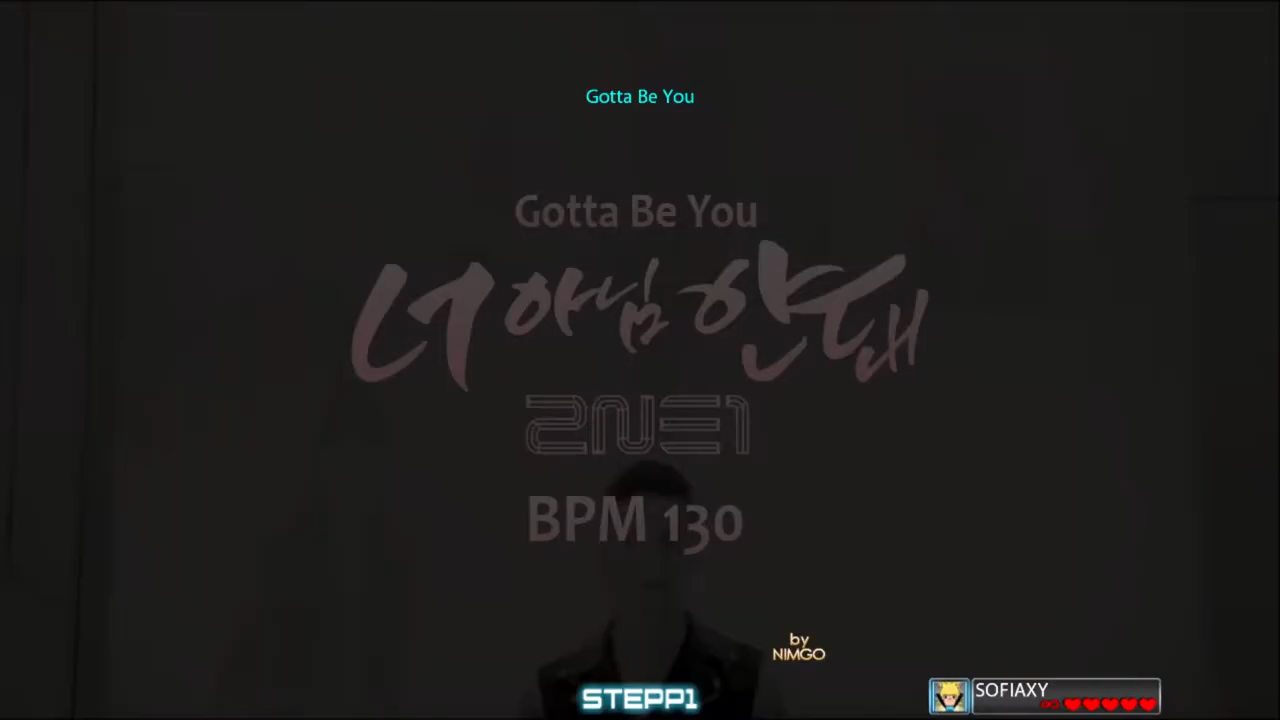 Gotta Be You
Gotta Be You
너 아님 안돼
2NE1
BPM 130
by
NIMGO
STEPP1
SOFIAXY